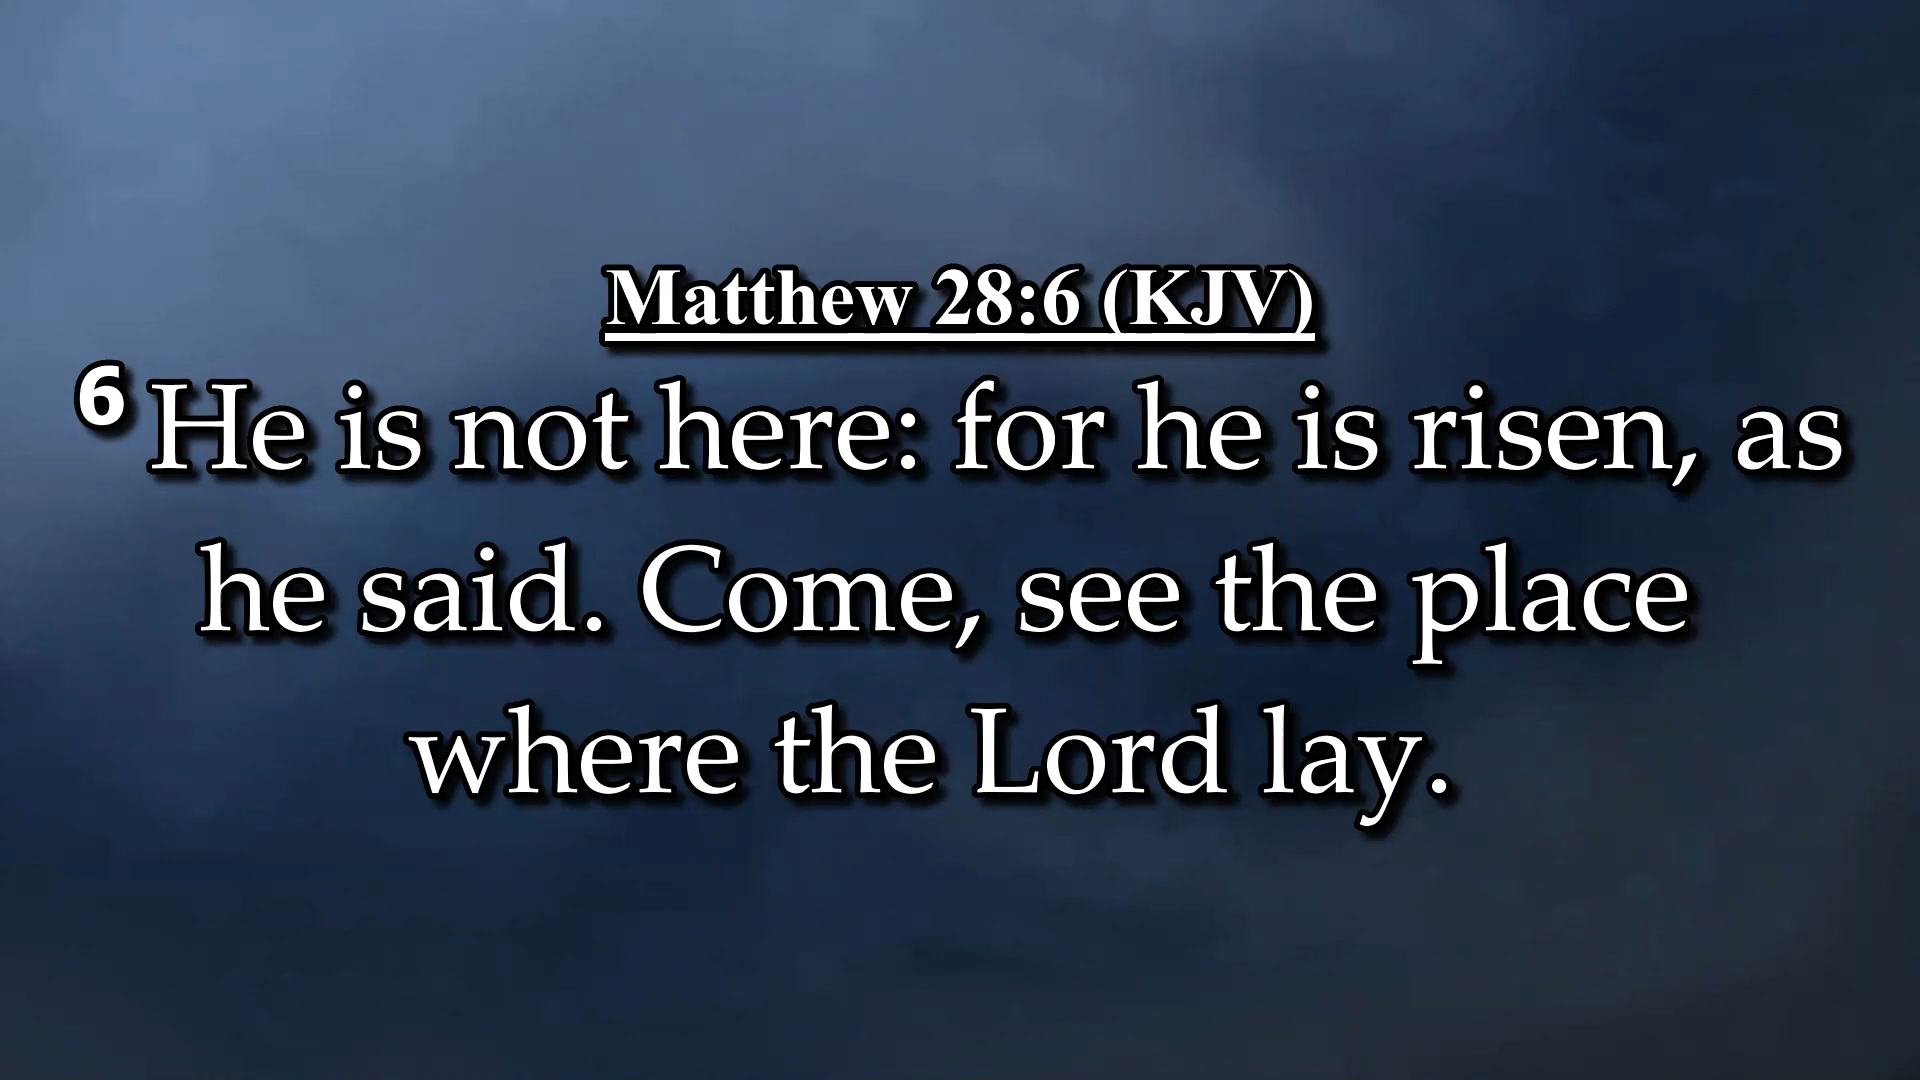 Matthew 28:6 (KJV)
6 He is not here: for he is risen, as
he said. Come, see the place
where the Lord lay.